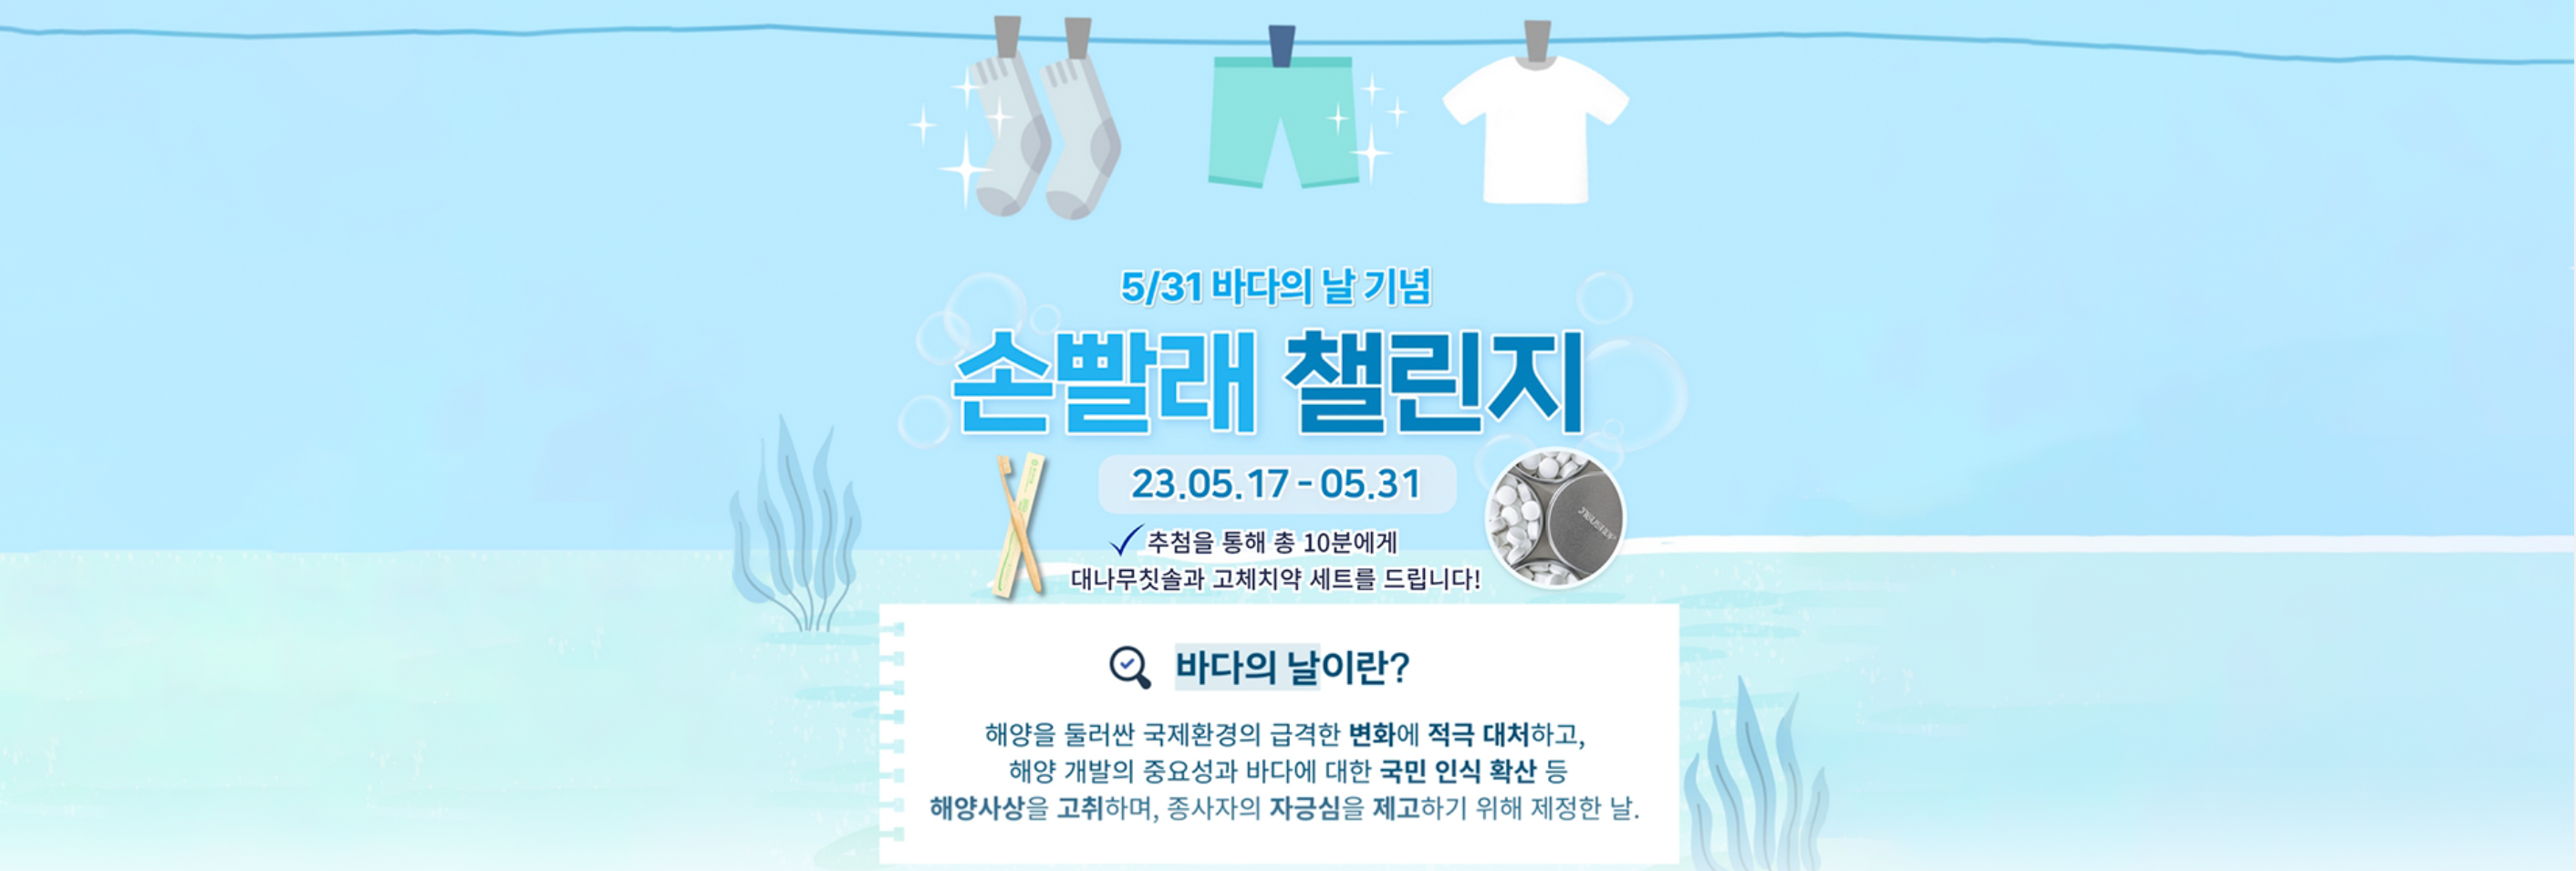 5/31 바다의 날 기념
손빨래 챌린지
23.05.17 - 05.31
추첨을 통해 총 10분에게
대나무칫솔과 고체치약 세트를 드립니다!
바다의 날이란?
해양을 둘러싼 국제환경의 급격한 변화에 적극 대처하고,
해양 개발의 중요성과 바다에 대한 국민 인식 확산 등
해양사상을 고취하며, 종사자의 자긍심을 제고하기 위해 제정한 날.